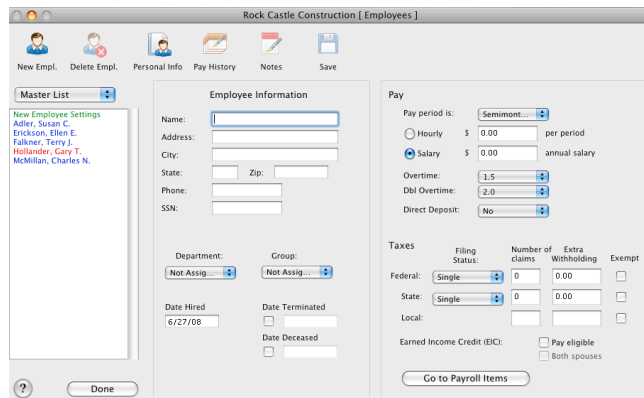 Rock Castle Construction [ Employees ]
New Empl. Delete Empl. Personal Info Pay History Notes Save
Master List
New Employee Settings
Adler, Susan C.
Erickson, Ellen E.
Falkner, Terry J.
Hollander, Gary T.
McMillan, Charles N.
? Done
Employee Information
Name:
Address:
City:
State: Zip:
Phone:
SSN:
Department: Group:
Not Assig... Not Assig...
Date Hired Date Terminated
6/27/08
Date Deceased
Pay
Pay period is: Semimont...
Hourly $ 0.00 per period
Salary $ 0.00 annual salary
Overtime: 1.5
Dbl Overtime: 2.0
Direct Deposit: No
Taxes
Filing Status: Number of claims Extra Withholding Exempt
Federal: Single 0 0.00
State: Single 0 0.00
Local:
Earned Income Credit (EIC): Pay eligible
Both spouses
Go to Payroll Items